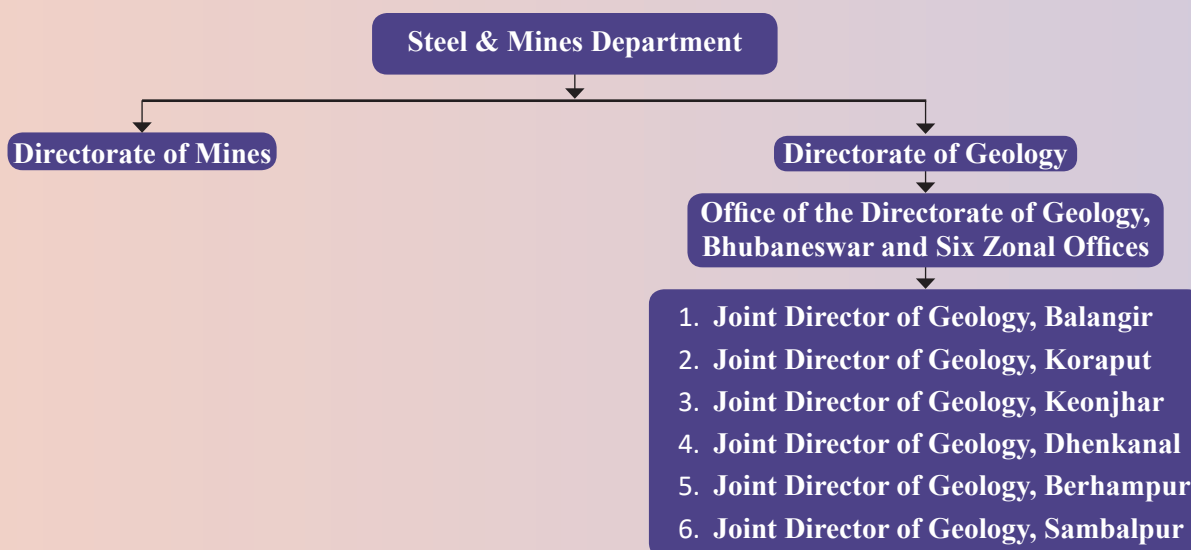 Steel & Mines Department
Directorate of Mines
Directorate of Geology
Office of the Directorate of Geology,
Bhubaneswar and Six Zonal Offices
1. Joint Director of Geology, Balangir
2. Joint Director of Geology, Koraput
3. Joint Director of Geology, Keonjhar
4. Joint Director of Geology, Dhenkanal
5. Joint Director of Geology, Berhampur
6. Joint Director of Geology, Sambalpur